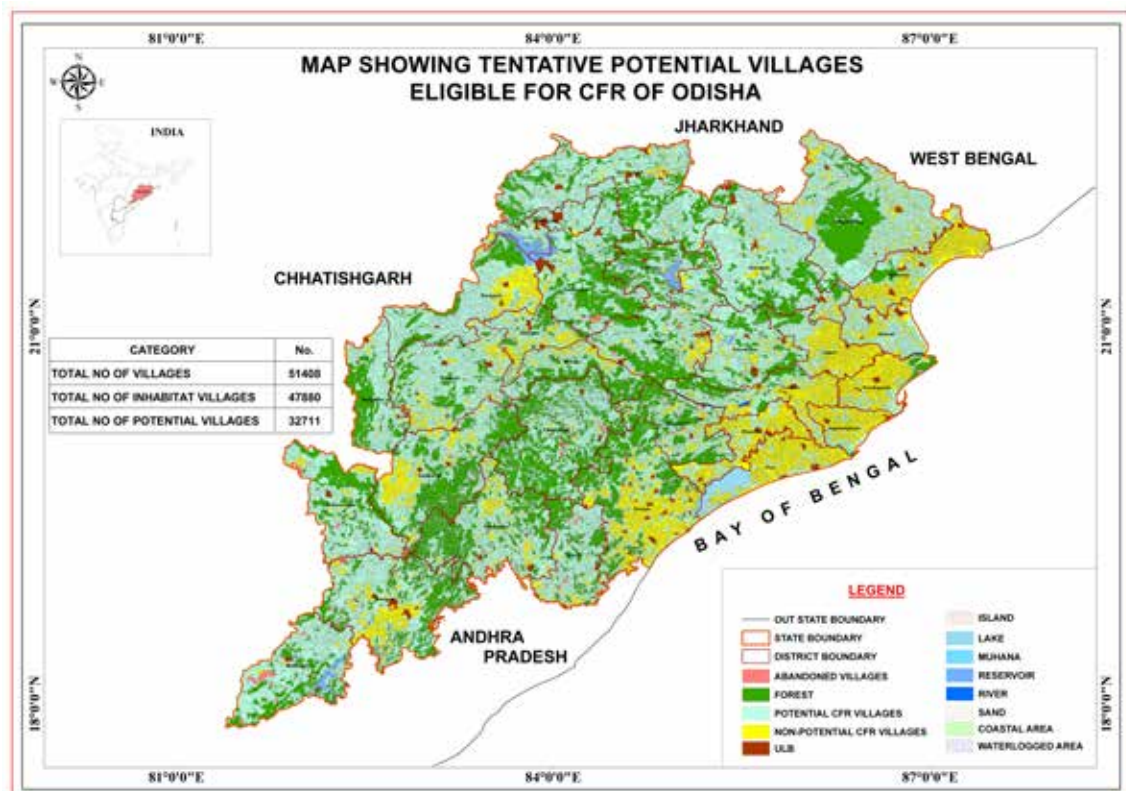 81°0'0"E 84°0'0"E 87°0'0"E
MAP SHOWING TENTATIVE POTENTIAL VILLAGES
ELIGIBLE FOR CFR OF ODISHA
N
W E
S
INDIA
JHARKHAND
WEST BENGAL
CHHATISHGARH
21°0'0"N
21°0'0"N
CATEGORY No.
TOTAL NO OF VILLAGES 51408
TOTAL NO OF INHABITAT VILLAGES 47880
TOTAL NO OF POTENTIAL VILLAGES 32711
BAY OF BENGAL
ANDHRA
PRADESH
18°0'0"N
18°0'0"N
LEGEND
OUT STATE BOUNDARY
STATE BOUNDARY
DISTRICT BOUNDARY
ABANDONED VILLAGES
FOREST
POTENTIAL CFR VILLAGES
NON-POTENTIAL CFR VILLAGES
ULB
ISLAND
LAKE
MUHANA
RESERVOIR
RIVER
SAND
COASTAL AREA
WATERLOGGED AREA
81°0'0"E 84°0'0"E 87°0'0"E